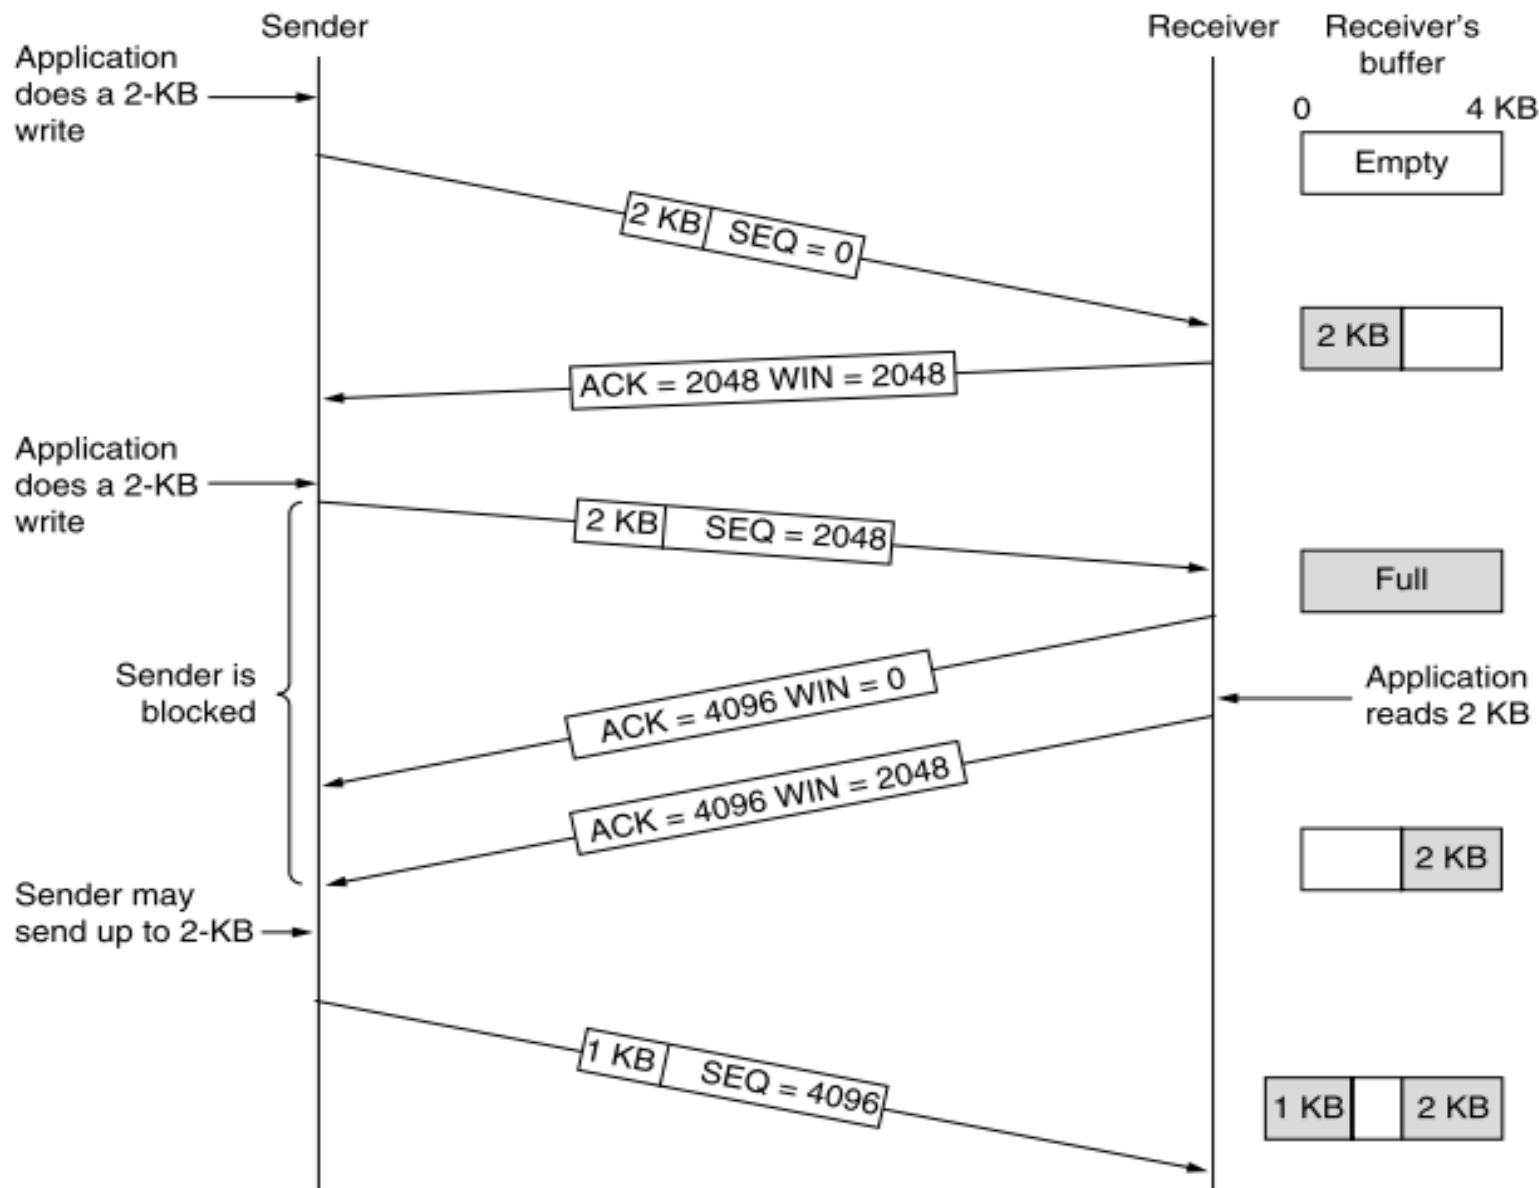 Sender
Receiver
Receiver's
buffer
Application
does a 2-KB
write
0
4 KB
Empty
2 KB
SEQ = 0
2 KB
ACK = 2048 WIN = 2048
Application
does a 2-KB
write
2 KB
SEQ = 2048
Full
Sender is
blocked
ACK = 4096 WIN = 0
Application
reads 2 KB
ACK = 4096 WIN = 2048
2 KB
Sender may
send up to 2-KB
1 KB
SEQ = 4096
1 KB
2 KB